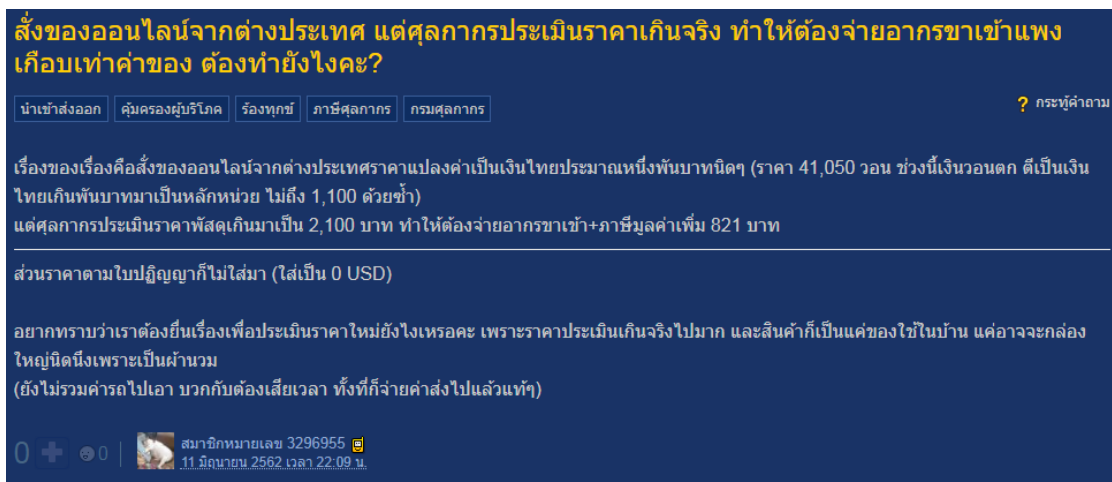 สั่งของออนไลน์จากต่างประเทศ แต่ศุลกากรประเมินราคาเกินจริง ทำให้ต้องจ่ายอากรขาเข้าแพง
เกือบเท่าค่าของ ต้องทำยังไงคะ?
นำเข้าส่งออก คุ้มครองผู้บริโภค ร้องทุกข์ ภาษีศุลกากร กรมศุลกากร ? กระทู้คำถาม
เรื่องของเรื่องคือสั่งของออนไลน์จากต่างประเทศราคาแปลงค่าเป็นเงินไทยประมาณหนึ่งพันบาทนิดๆ (ราคา 41,050 วอน ช่วงนี้เงินวอนตก ตีเป็นเงิน
ไทยเกินพันบาทมาเป็นหลักหน่วย ไม่ถึง 1,100 ด้วยซ้ำ)
แต่ศุลกากรประเมินราคาพัสดุเกินมาเป็น 2,100 บาท ทำให้ต้องจ่ายอากรขาเข้า+ภาษีมูลค่าเพิ่ม 821 บาท
ส่วนราคาตามใบปฏิญญาก็ไม่ใส่มา (ใส่เป็น 0 USD)
อยากทราบว่าเราต้องยื่นเรื่องเพื่อประเมินราคาใหม่ยังไงเหรอคะ เพราะราคาประเมินเกินจริงไปมาก และสินค้าก็เป็นแค่ของใช้ในบ้าน แค่อาจจะกล่อง
ใหญ่นิดนึงเพราะเป็นผ้านวม
(ยังไม่รวมค่ารถไปเอา บวกกับต้องเสียเวลา ทั้งที่ก็จ่ายค่าส่งไปแล้วแท้ๆ)
0 + 0 สมาชิกหมายเลข 3296955
11 มิถุนายน 2562 เวลา 22:09 น.